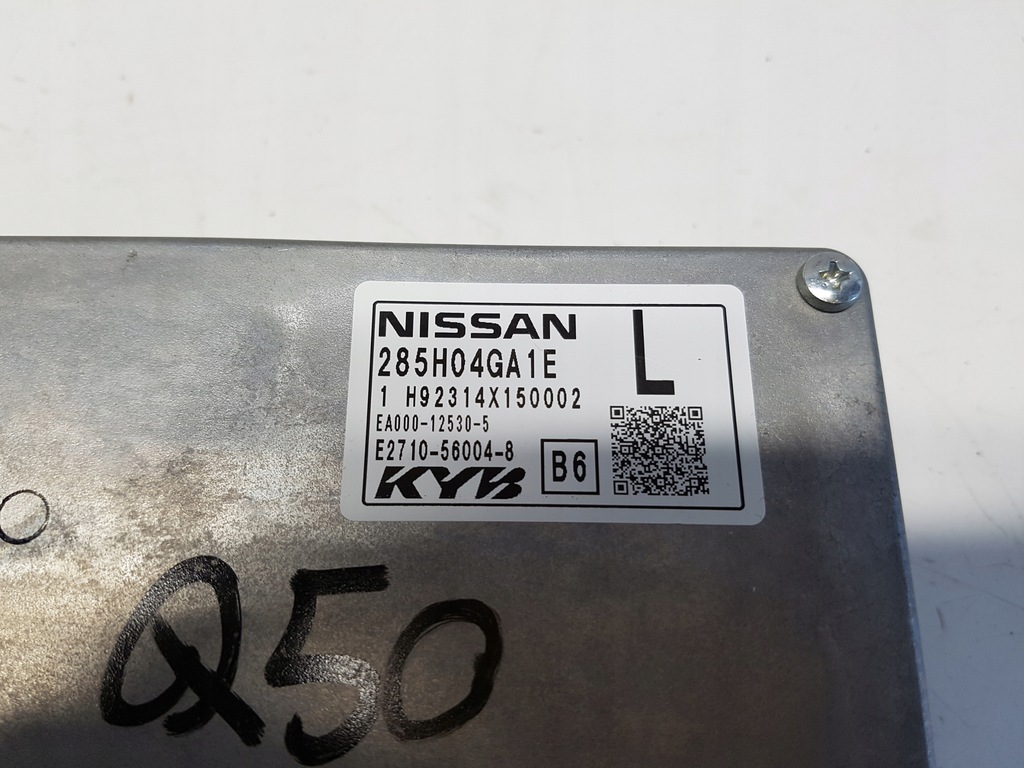 NISSAN
L
285H04GA1E
1 H92314X150002
EA000-12530-5
E2710-56004-8
KYB
B6
Q50